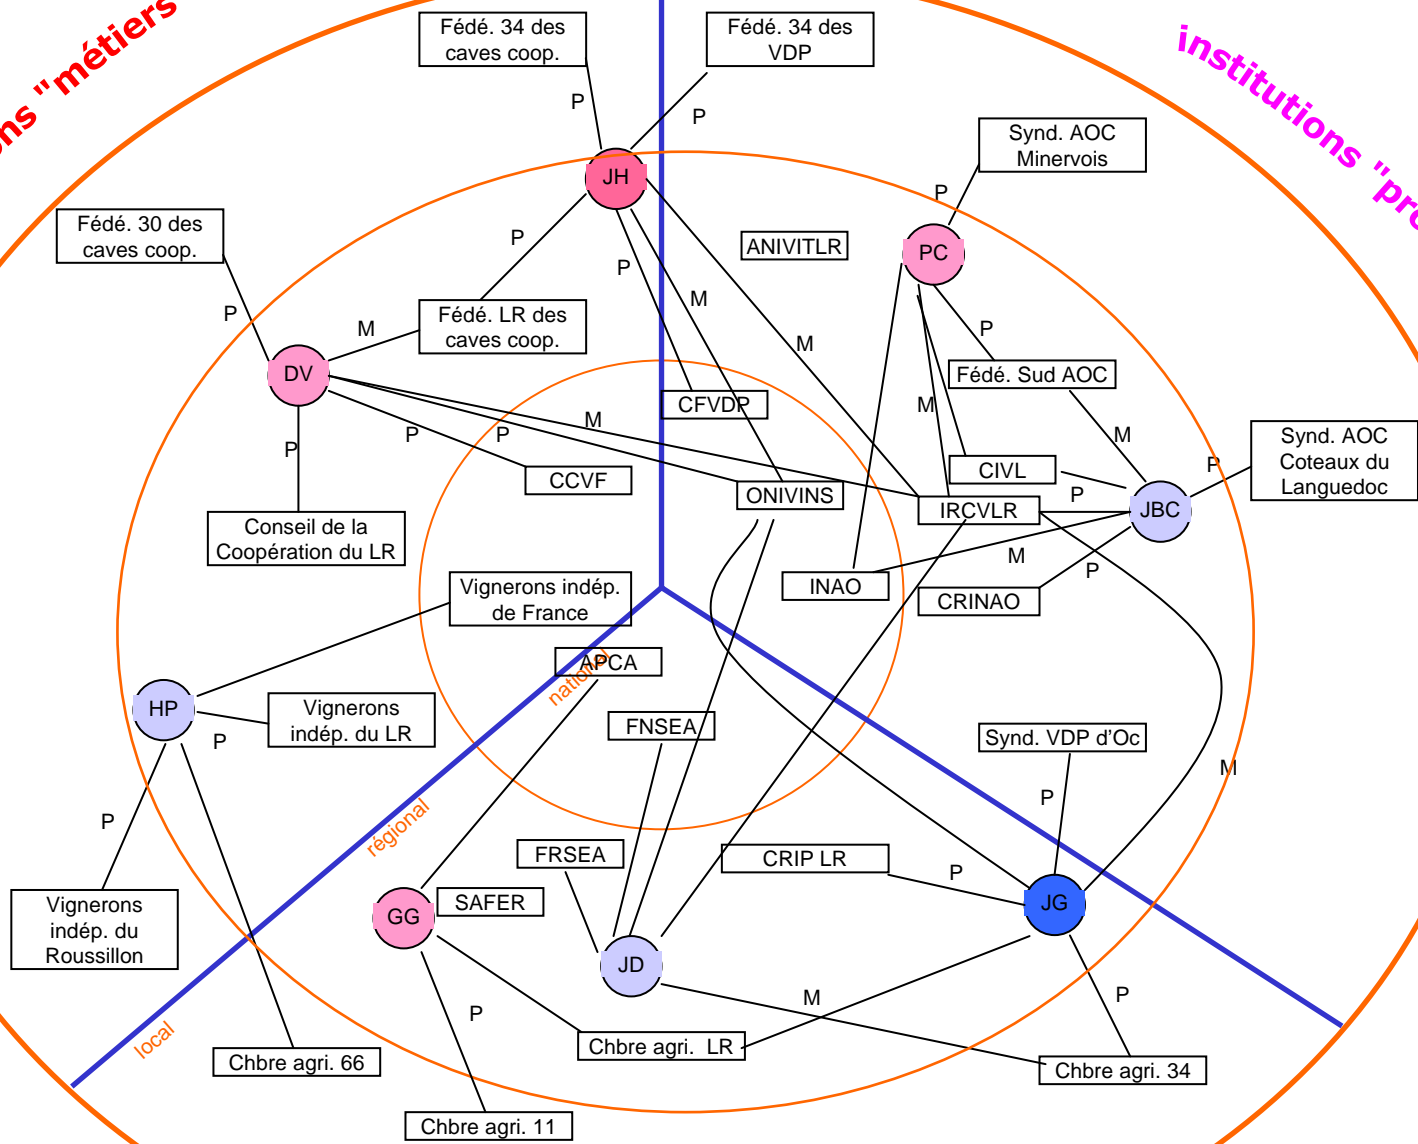 ns "métiers
institutions "pro
Fédé. 34 des
caves coop.
Fédé. 34 des
VDP
P
P
Synd. AOC
Minervois
JH
P
Fédé. 30 des
caves coop.
P
ANIVITLR
PC
P
M
P
Fédé. LR des
caves coop.
M
M
P
DV
Fédé. Sud AOC
CFVDP
M
M
P
P
P
M
P
Synd. AOC
Coteaux du
Languedoc
CIVL
CCVF
ONIVINS
P
IRCVLR
JBC
Conseil de la
Coopération du LR
M
P
INAO
CRINAO
Vignerons indép.
de France
APCA
national
HP
Vignerons
indép. du LR
P
FNSEA
Synd. VDP d'Oc
M
P
P
régional
FRSEA
CRIP LR
P
Vignerons
indép. du
Roussillon
GG
SAFER
JG
JD
M
P
P
local
Chbre agri. 66
Chbre agri. LR
Chbre agri. 34
Chbre agri. 11